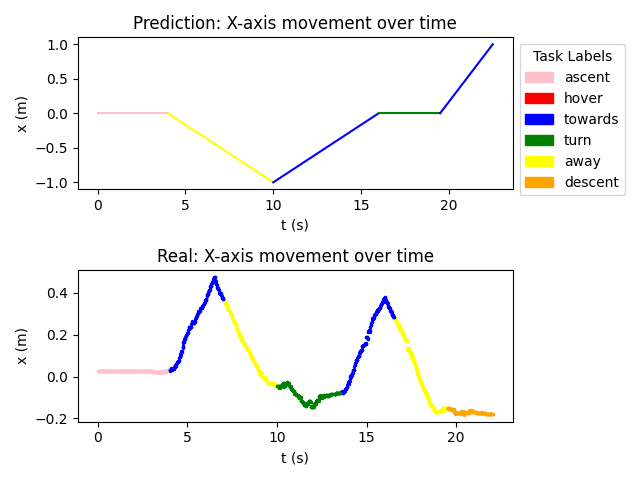 Prediction: X-axis movement over time
1.0
0.5
0.0
−0.5
−1.0
x (m)
0 5 10 15 20
t (s)
Task Labels
ascent
hover
towards
turn
away
descent
Real: X-axis movement over time
0.4
0.2
0.0
−0.2
x (m)
0 5 10 15 20
t (s)